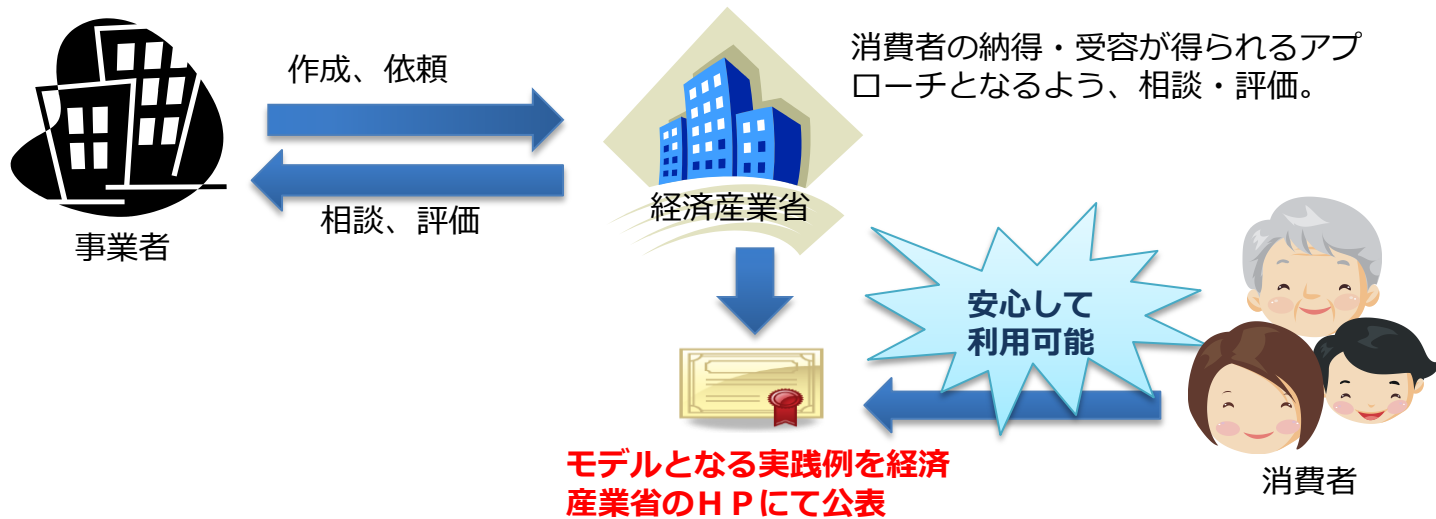 作成、依頼
相談、評価
事業者
経済産業省
消費者の納得・受容が得られるアプ
ローチとなるよう、相談・評価。
安心して
利用可能
モデルとなる実践例を経済
産業省のＨＰにて公表
消費者